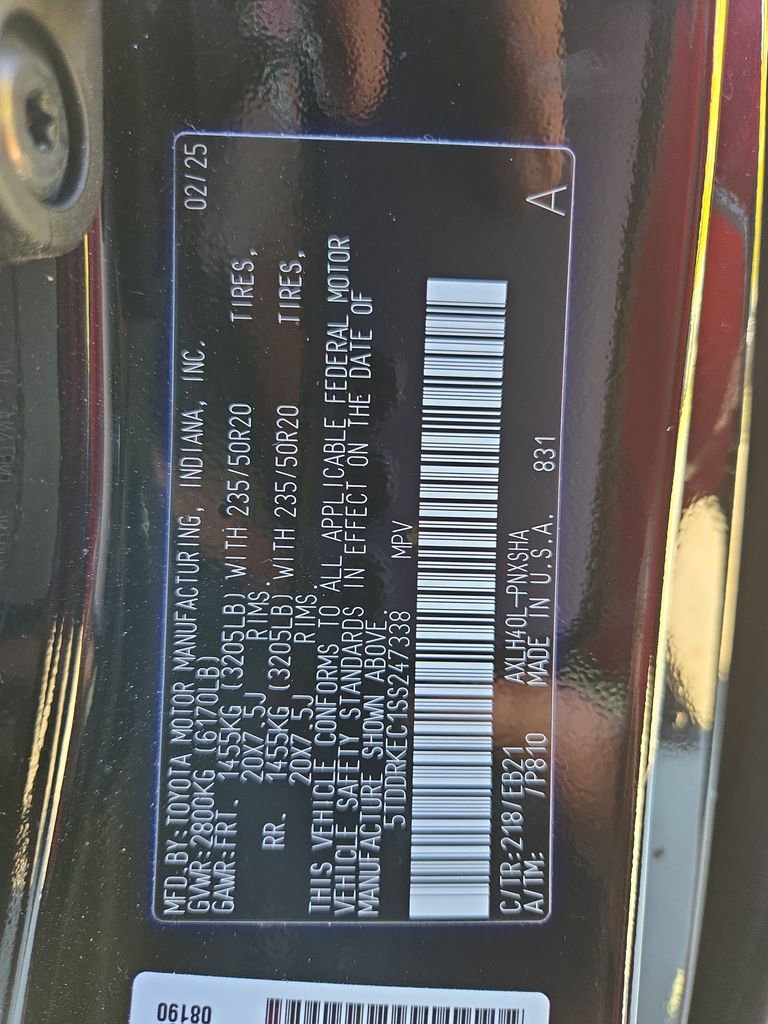 MFD.BY:TOYOTA MOTOR MANUFACTURING, INDIANA, INC. 02/25
GVWR:2800KG (6170LB)
GAWR:FRT. 1455KG (3205LB) WITH 235/50R20 TIRES,
20X7.5J RIMS.
RR. 1455KG (3205LB) WITH 235/50R20 TIRES,
20X7.5J RIMS.
THIS VEHICLE CONFORMS TO ALL APPLICABLE FEDERAL MOTOR
VEHICLE SAFETY STANDARDS IN EFFECT ON THE DATE OF
MANUFACTURE SHOWN ABOVE.
5TDDRKEC1SS247338 MPV
C/TR:218/EB21 AXLH40L-PNXSHA 831
A/TM: /P810 MADE IN U.S.A. A
08190